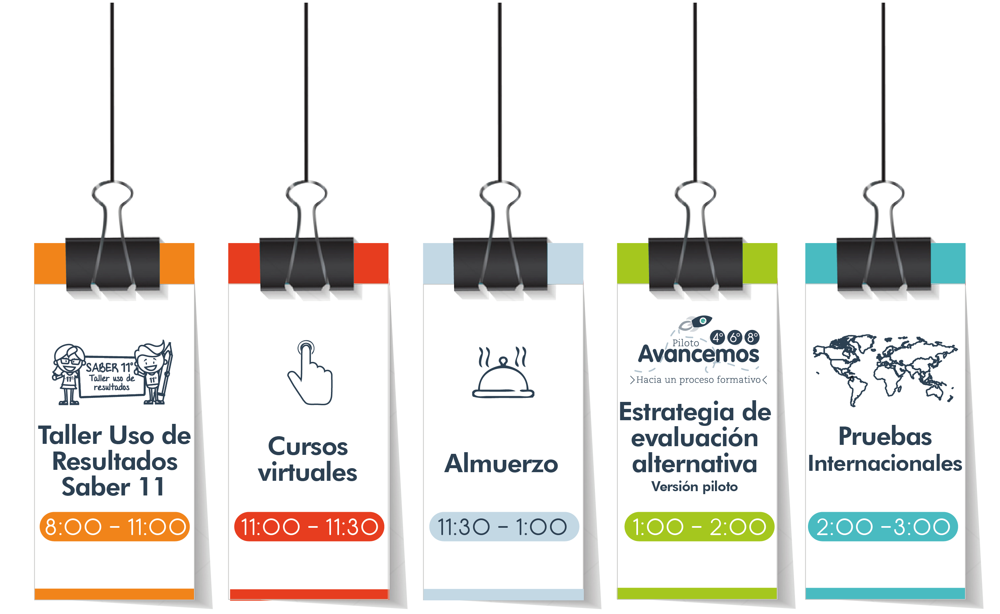 SABER 11°
Taller uso de
resultados
11°
11°
Taller Uso de
Resultados
Saber 11
8:00 - 11:00
Cursos
virtuales
11:00 - 11:30
Almuerzo
11:30 - 1:00
4° 6° 8°
Piloto
Avancemos
>Hacia un proceso formativo<
Estrategia de
evaluación
alternativa
Versión piloto
1:00 - 2:00
Pruebas
Internacionales
2:00 -3:00